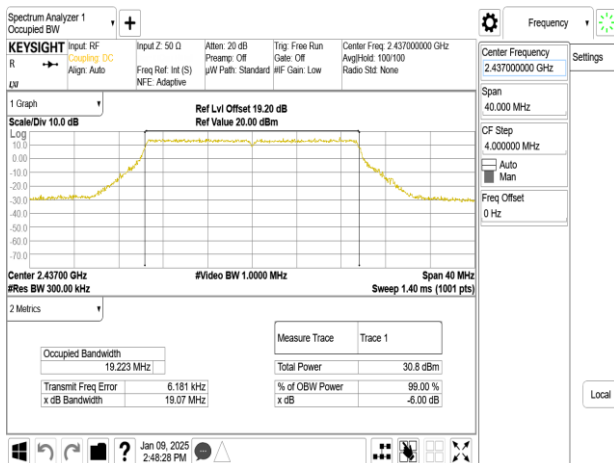 Spectrum Analyzer 1
Occupied BW
Frequency
KEYSIGHT
Input: RF
Coupling: DC
Align: Auto
Input Z: 50 Ω
Freq Ref: Int (S)
NFE: Adaptive
Atten: 20 dB
Preamp: Off
µW Path: Standard
Trig: Free Run
Gate: Off
#IF Gain: Low
Center Freq: 2.437000000 GHz
Avg|Hold: 100/100
Radio Std: None
R
LXI
Center Frequency
2.437000000 GHz
Settings
Span
40.000 MHz
CF Step
4.000000 MHz
Auto
Man
Freq Offset
0 Hz
Local
1 Graph
Scale/Div 10.0 dB
Ref Lvl Offset 19.20 dB
Ref Value 20.00 dBm
Log
10.0
0.00
-10.0
-20.0
-30.0
-40.0
-50.0
-60.0
-70.0
Center 2.43700 GHz
#Res BW 300.00 kHz
#Video BW 1.0000 MHz
Span 40 MHz
Sweep 1.40 ms (1001 pts)
2 Metrics
Occupied Bandwidth
19.223 MHz
Transmit Freq Error 6.181 kHz
x dB Bandwidth 19.07 MHz
Measure Trace Trace 1
Total Power 30.8 dBm
% of OBW Power 99.00 %
x dB -6.00 dB
?
Jan 09, 2025
2:48:28 PM